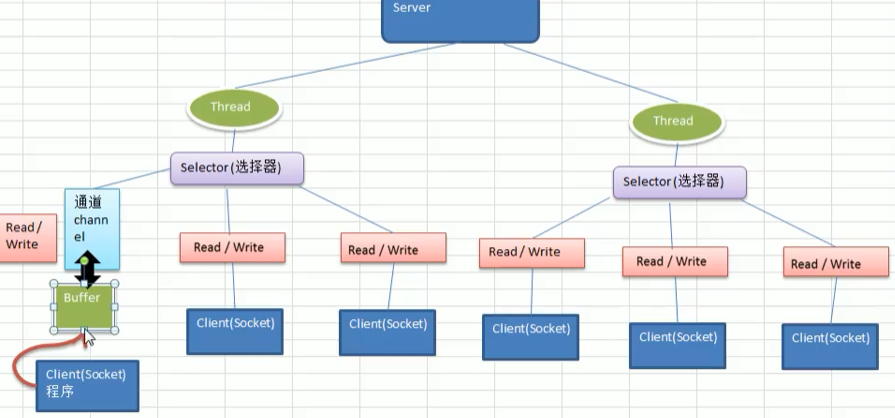 Server
Thread
Thread
Selector(选择器)
Selector(选择器)
通道
chann
el
Read /
Write
Read / Write
Read / Write
Read / Write
Read / Write
Read / Write
Buffer
Client(Socket)
Client(Socket)
Client(Socket)
Client(Socket)
Client(Socket)
Client(Socket)
程序